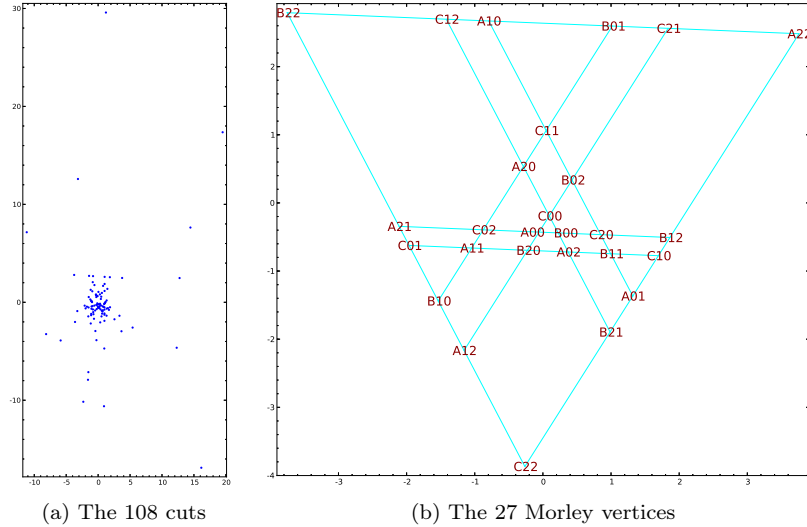 30
20
10
0
-10
-10 -5 0 5 10 15 20
(a) The 108 cuts
B22 C12 A10 B01 C21 A22
2
C11
1
A20 B02
0
C00
A21 C02 A00 B00 C20 B12
C01 A11 B20 A02 B11 C10
-1
B10 A01
B21
-2
A12
-3
C22
-4
-3 -2 -1 0 1 2 3
(b) The 27 Morley vertices